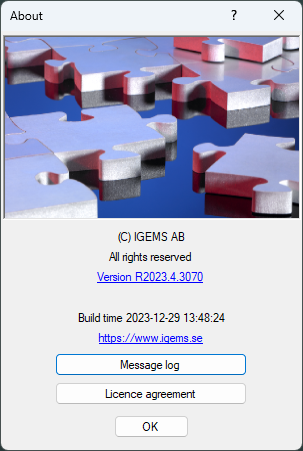 About ?
(C) IGEMS AB
All rights reserved
Version R2023.4.3070
Build time 2023-12-29 13:48:24
https://www.igems.se
Message log
Licence agreement
OK